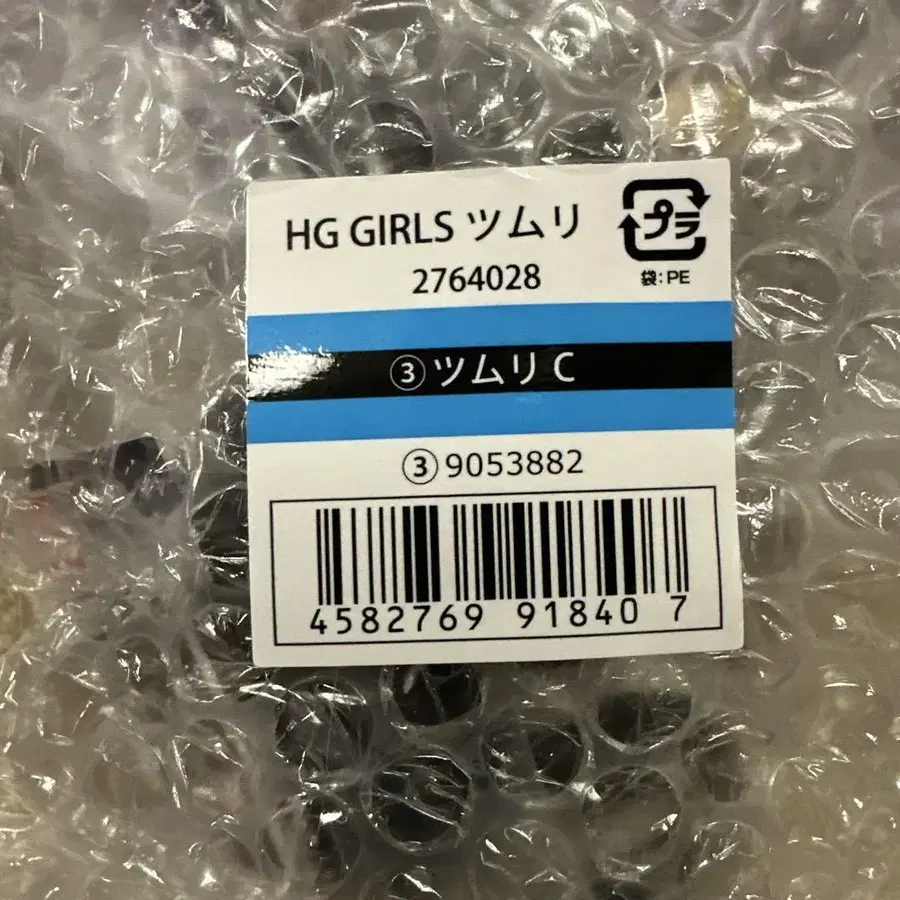 HG GIRLS ツムリ
プラ
袋:PE
2764028
③ツムリ C
③9053882
4582769 91840 7